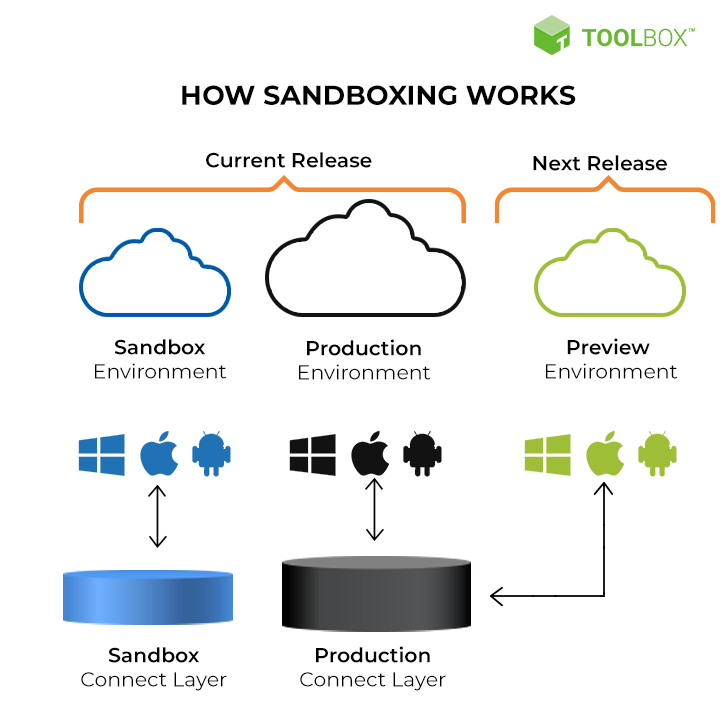 TOOLBOX™
HOW SANDBOXING WORKS
Current Release
Next Release
Sandbox
Environment
Production
Environment
Preview
Environment
Sandbox
Connect Layer
Production
Connect Layer